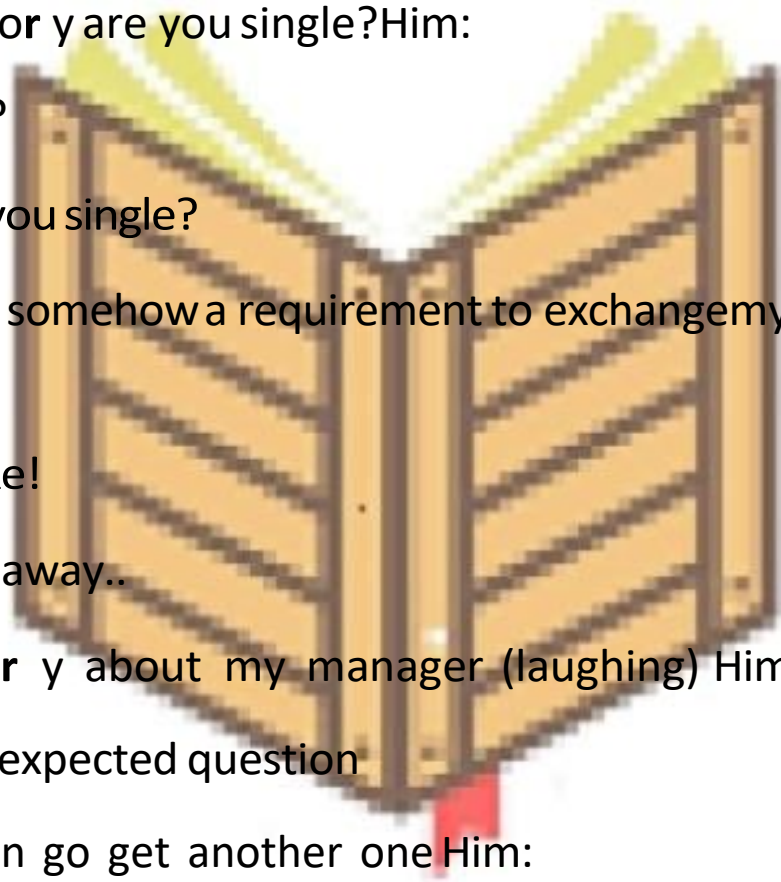 or y are you single?Him:
?
you single?
somehow a requirement to exchangemy
e!
away..
r y about my manager (laughing) Him
expected question
n go get another one Him: